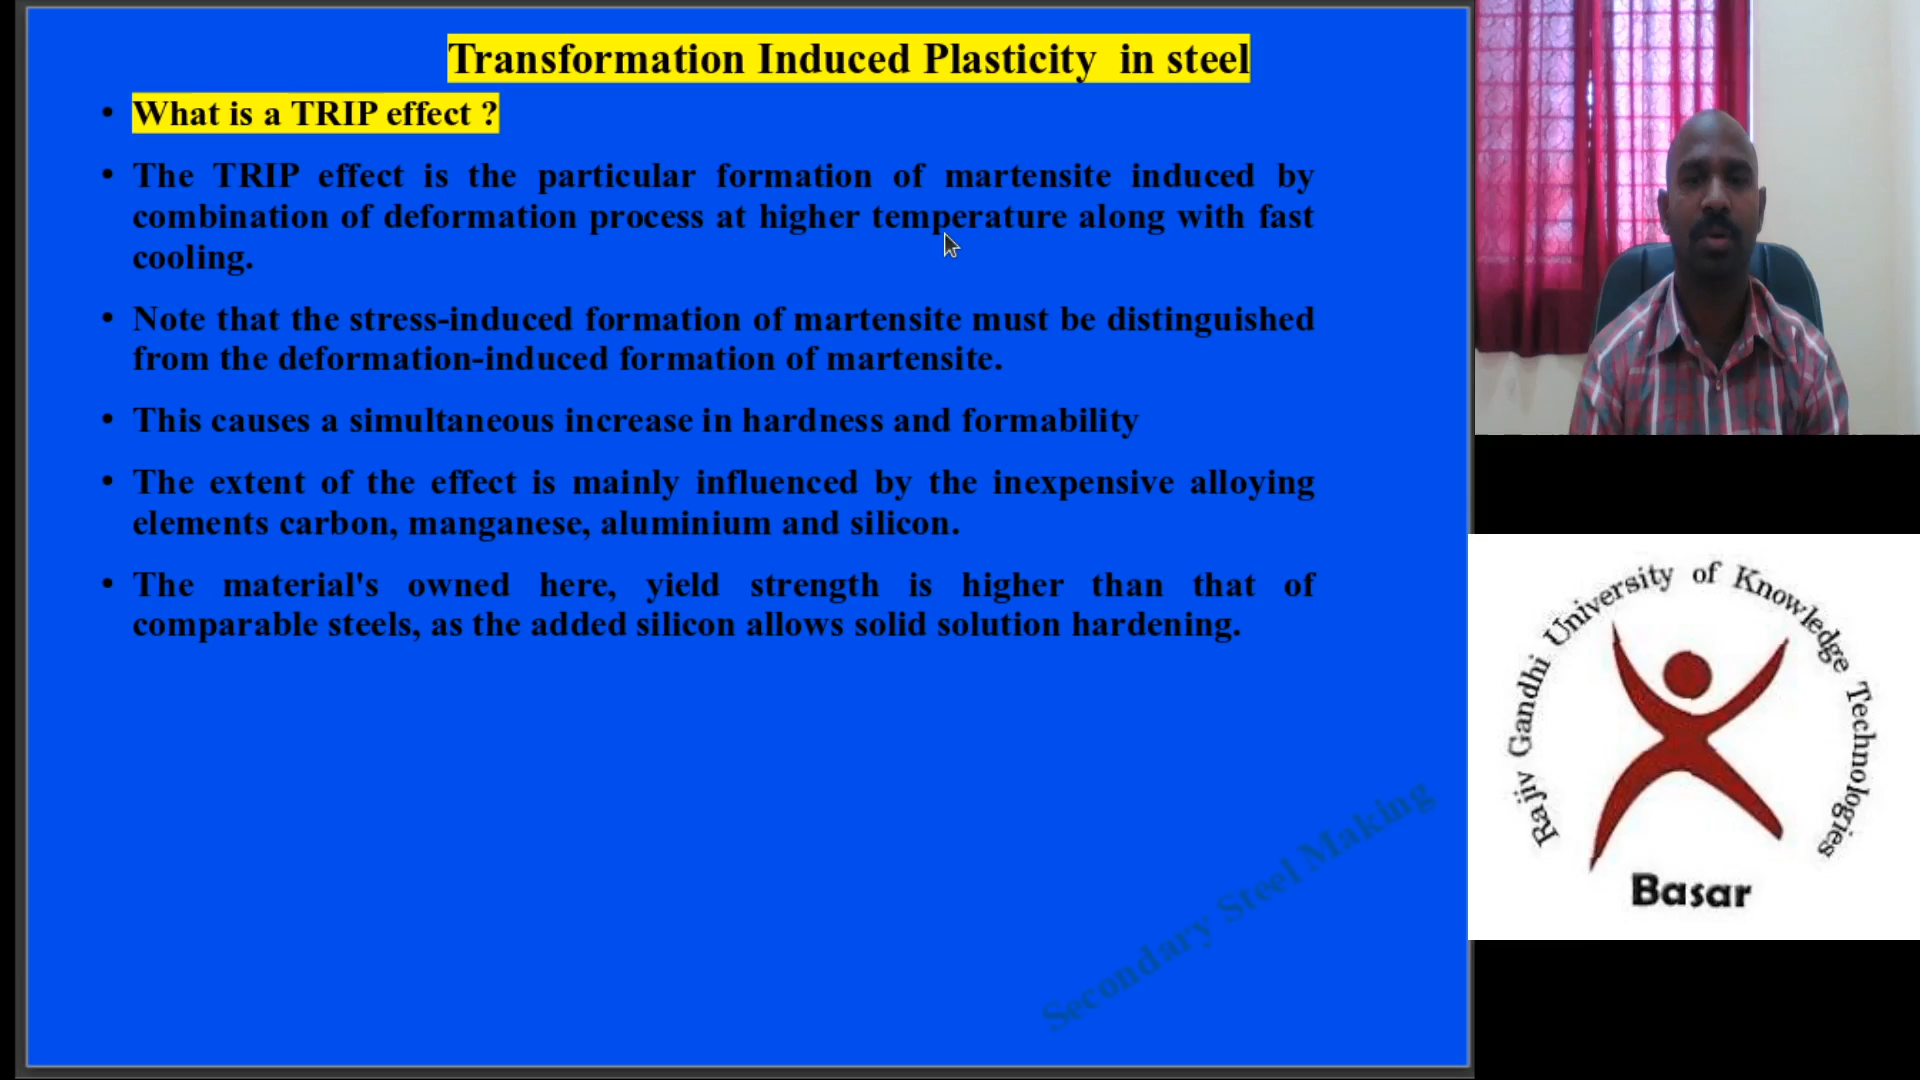 Transformation Induced Plasticity in steel
• What is a TRIP effect ?
• The TRIP effect is the particular formation of martensite induced by
combination of deformation process at higher temperature along with fast
cooling.
• Note that the stress-induced formation of martensite must be distinguished
from the deformation-induced formation of martensite.
• This causes a simultaneous increase in hardness and formability
• The extent of the effect is mainly influenced by the inexpensive alloying
elements carbon, manganese, aluminium and silicon.
• The material's owned here, yield strength is higher than that of
comparable steels, as the added silicon allows solid solution hardening.
Secondary Steel Making
Rajiv Gandhi University of Knowledge Technologies
Basar